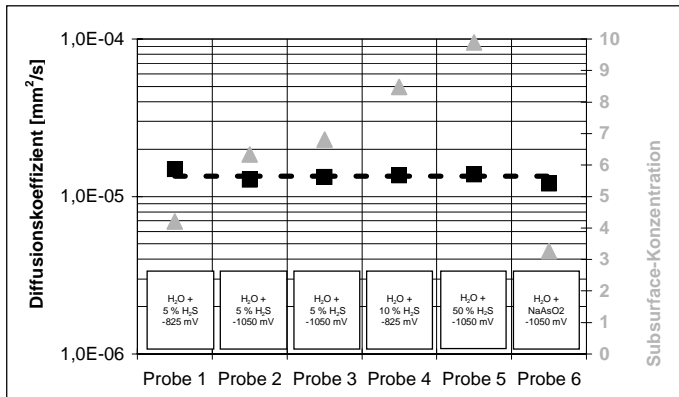 Diffusionskoeffizient [mm²/s]
1,0E-04
1,0E-05
1,0E-06
10
9
8
7
6
5
4
3
2
1
0
Subsurface-Konzentration
H₂O +
5 % H₂S
-825 mV
H₂O +
5 % H₂S
-1050 mV
H₂O +
5 % H₂S
-1050 mV
H₂O +
10 % H₂S
-825 mV
H₂O +
50 % H₂S
-1050 mV
H₂O +
NaAsO2
-1050 mV
Probe 1 Probe 2 Probe 3 Probe 4 Probe 5 Probe 6